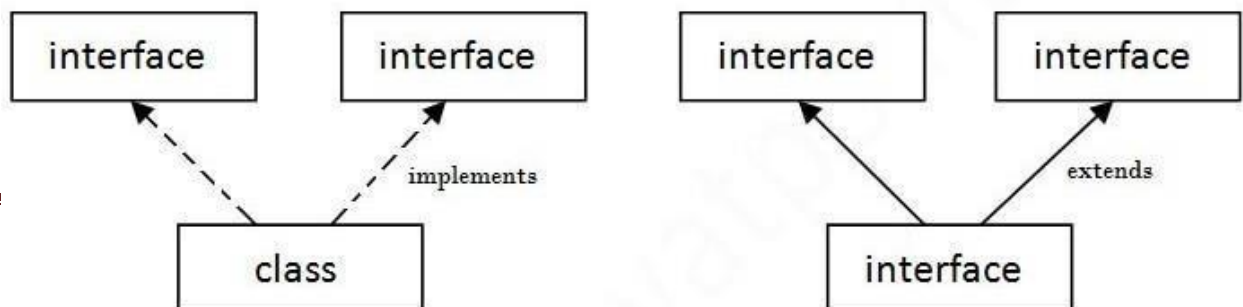 interface interface interface interface
implements extends
class interface